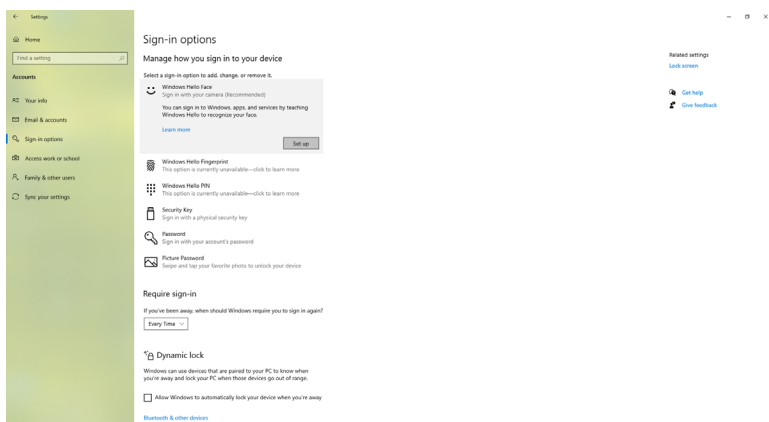 Settings
Home
Find a setting
Accounts
Your info
Email & accounts
Sign-in options
Access work or school
Family & other users
Sync your settings
Sign-in options
Manage how you sign in to your device
Select a sign-in option to add, change, or remove it.
Windows Hello Face
Sign in with your camera (Recommended)
You can sign in to Windows, apps, and services by teaching
Windows Hello to recognize your face.
Learn more
Set up
Windows Hello Fingerprint
This option is currently unavailable—click to learn more
Windows Hello PIN
This option is currently unavailable—click to learn more
Security Key
Sign in with a physical security key
Password
Sign in with your account's password
Picture Password
Swipe and tap your favorite photo to unlock your device
Require sign-in
If you've been away, when should Windows require you to sign in again?
Every Time
Dynamic lock
Windows can use devices that are paired to your PC to know when
you're away and lock your PC when those devices go out of range.
Allow Windows to automatically lock your device when you're away
Bluetooth & other devices
Related settings
Lock screen
Get help
Give feedback